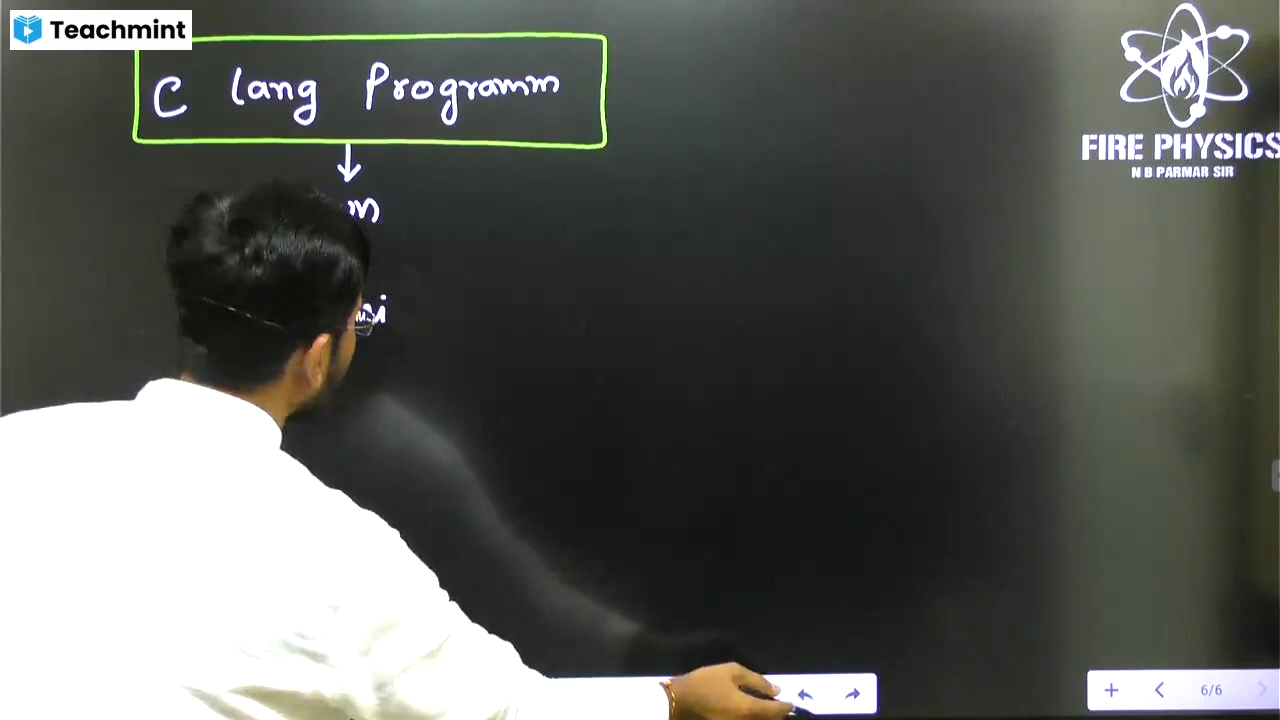 Teachmint
C lang Programm
FIRE PHYSICS
N B PARMAR SIR
6/6